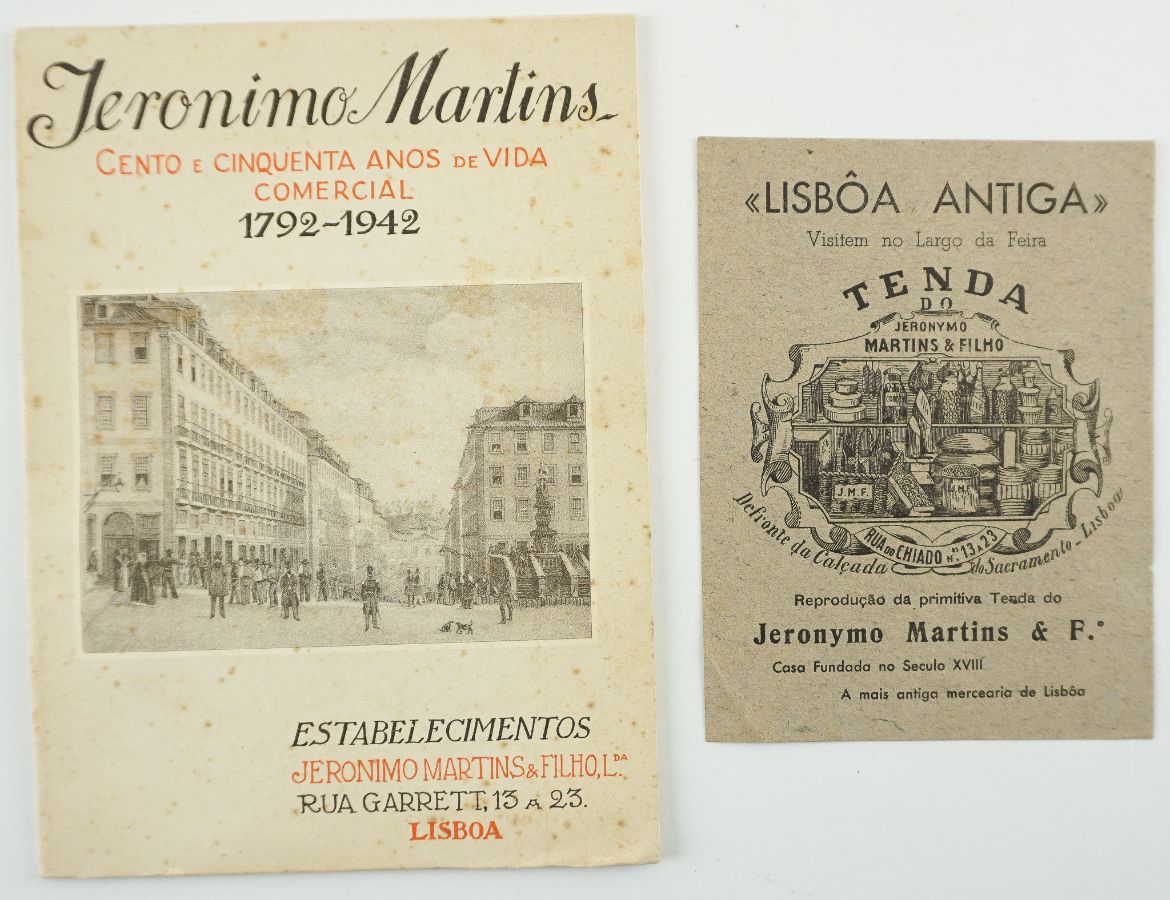 Jeronimo Martins
CENTO E CINQUENTA ANOS DE VIDA
COMERCIAL
1792-1942
ESTABELECIMENTOS
JERONIMO MARTINS & FILHO, L.DA
RUA GARRETT, 13 A 23.
LISBOA
«LISBÔA ANTIGA»
Visitem no Largo da Feira
TENDA
DO
JERONYMO
MARTINS & FILHO
J.M.F.
J.M.F.
RUA DO CHIADO N.os 13 A 23
Defronte da Calçada do Sacramento-Lisboa
Reprodução da primitiva Tenda do
Jeronymo Martins & F.º
Casa Fundada no Seculo XVIII
A mais antiga mercearia de Lisbôa